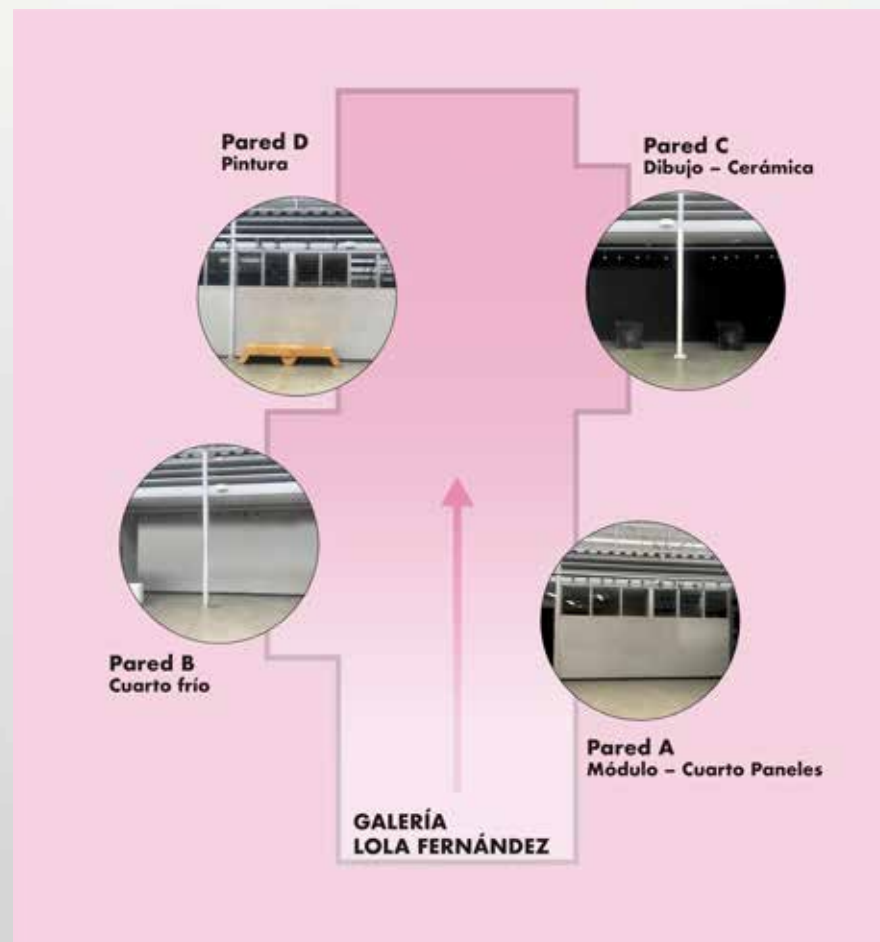 Pared D
Pintura
Pared C
Dibujo – Cerámica
Pared B
Cuarto frío
Pared A
Módulo – Cuarto Paneles
GALERÍA
LOLA FERNÁNDEZ